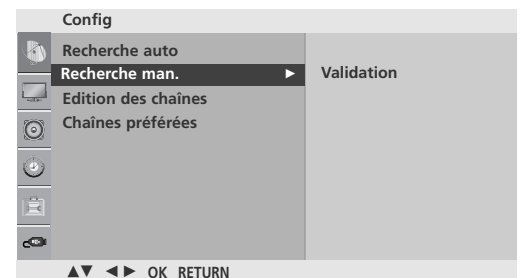 Config
Recherche auto
Recherche man. ► Validation
Edition des chaînes
Chaînes préférées
▲▼ ◄► OK RETURN